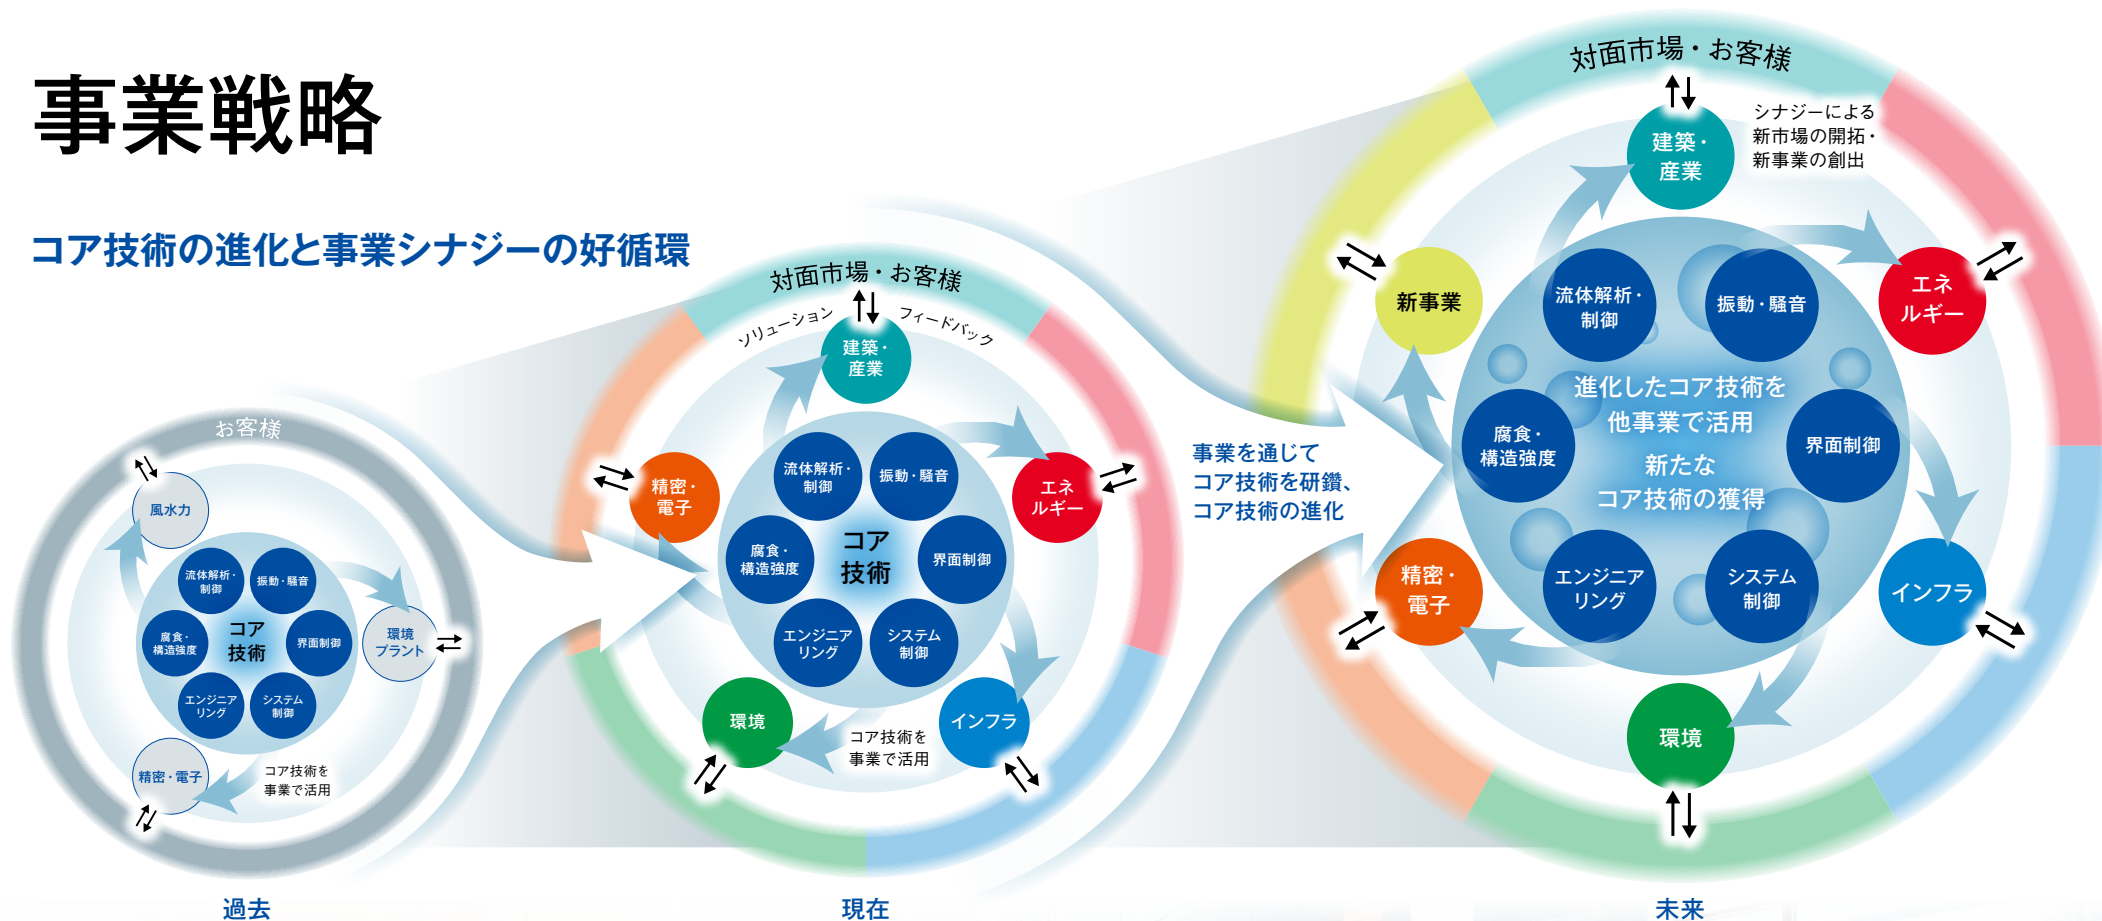 事業戦略
コア技術の進化と事業シナジーの好循環
お客様
風水力
環境
プラント
精密・電子
流体解析・
制御
振動・騒音
腐食・
構造強度
コア
技術
界面制御
エンジニア
リング
システム
制御
コア技術を
事業で活用
過去
対面市場・お客様
ソリューション
フィードバック
建築・
産業
精密・
電子
エネ
ルギー
流体解析・
制御
振動・騒音
腐食・
構造強度
コア
技術
界面制御
エンジニア
リング
システム
制御
環境
インフラ
コア技術を
事業で活用
現在
事業を通じて
コア技術を研鑽、
コア技術の進化
対面市場・お客様
シナジーによる
新市場の開拓・
新事業の創出
建築・
産業
新事業
エネ
ルギー
流体解析・
制御
振動・騒音
進化したコア技術を
他事業で活用
新たな
コア技術の獲得
腐食・
構造強度
界面制御
エンジニア
リング
システム
制御
精密・
電子
インフラ
環境
未来